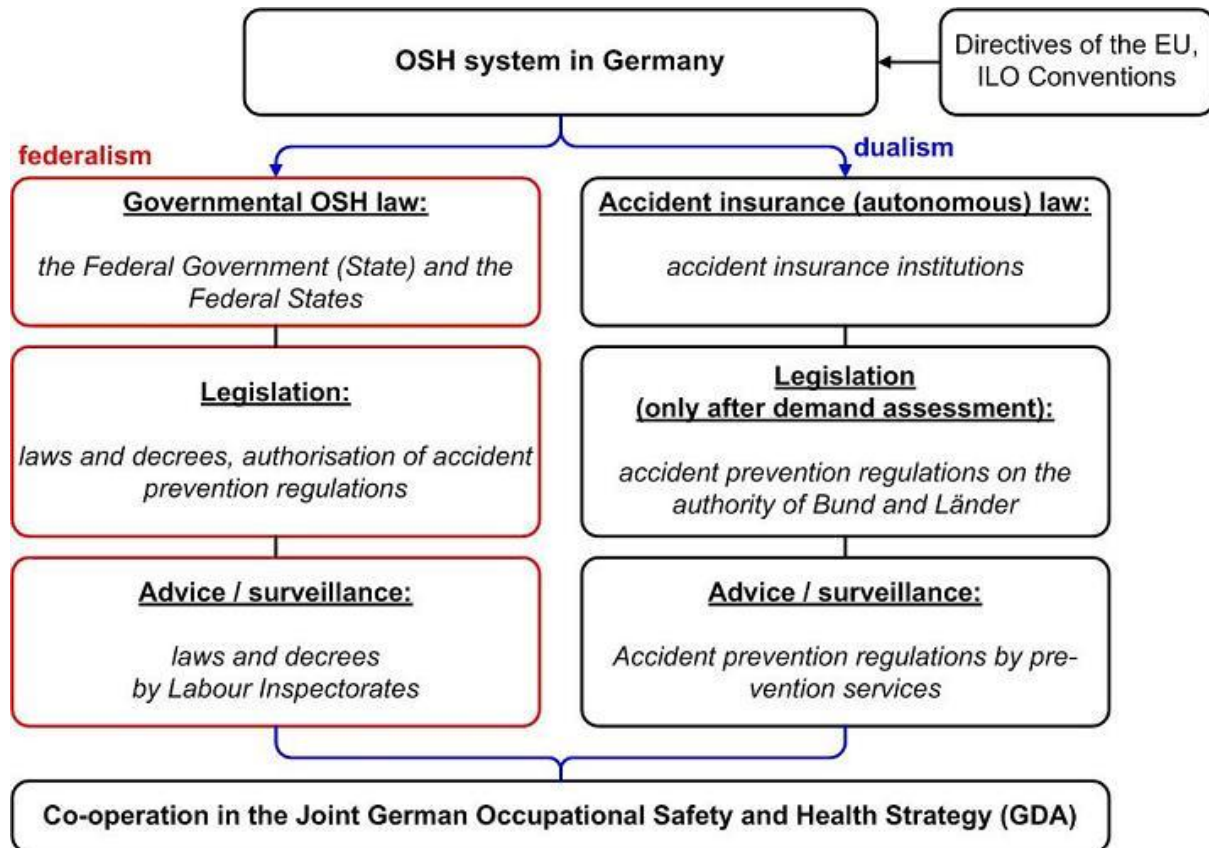 OSH system in Germany
Directives of the EU,
ILO Conventions
federalism
dualism
Governmental OSH law:
the Federal Government (State) and the
Federal States
Accident insurance (autonomous) law:
accident insurance institutions
Legislation:
laws and decrees, authorisation of accident
prevention regulations
Legislation
(only after demand assessment):
accident prevention regulations on the
authority of Bund and Länder
Advice / surveillance:
laws and decrees
by Labour Inspectorates
Advice / surveillance:
Accident prevention regulations by pre-
vention services
Co-operation in the Joint German Occupational Safety and Health Strategy (GDA)